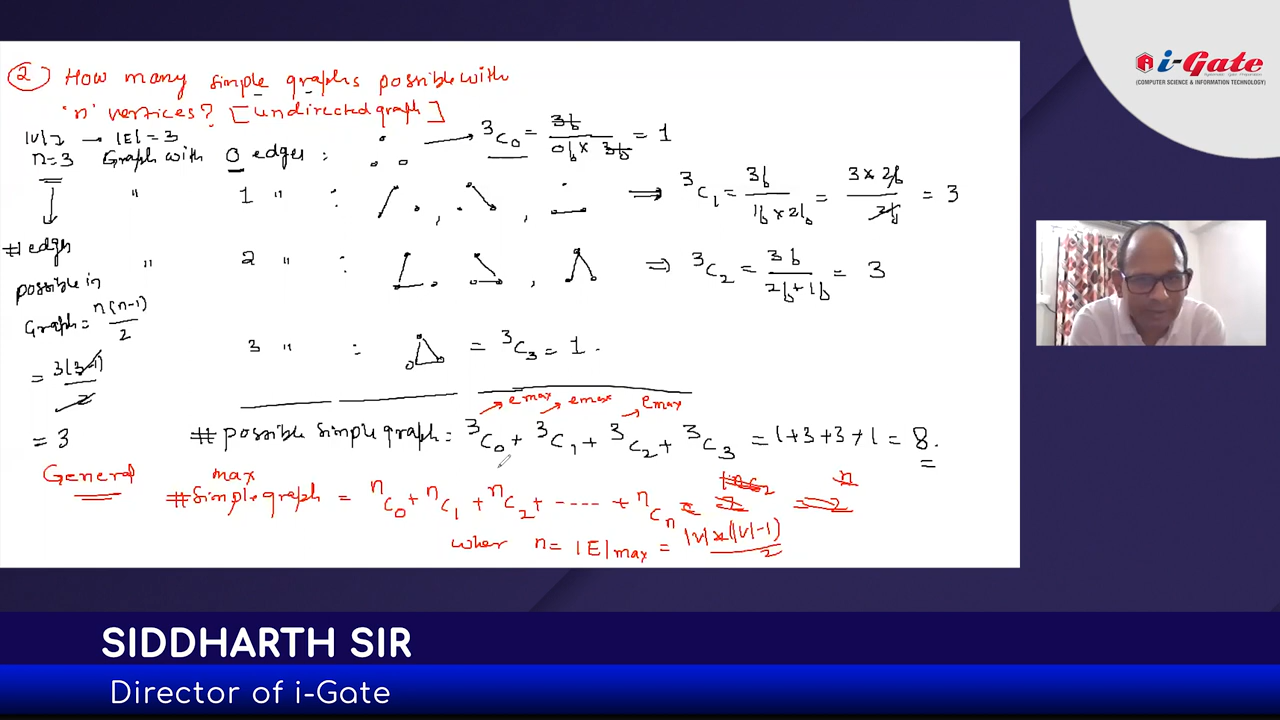 ② How many simple graphs possible with
'n' vertices? [undirected graph]
|V| → |E| = 3
n=3 Graph with 0 edges : → ³C₀ = 3!/(0! × 3!) = 1
" 1 " : , , ⇒ ³C₁ = 3!/(1! × 2!) = (3 × 2!)/2! = 3
# edges
possible in
" 2 " : , ⇒ ³C₂ = 3!/(2! + 1!) = 3
Graph = n(n-1)/2
3 " : = ³C₃ = 1.
= 3(3-1)/2
= 3
→ emax → emax → emax
# possible simple graph = ³C₀ + ³C₁ + ³C₂ + ³C₃ = 1+3+3+1 = 8.
General
max
# Simple graph = ⁿC₀ + ⁿC₁ + ⁿC₂ + ---- + ⁿCₙ
wher n = |E|max = |V|×(|V|-1)/2
i-Gate
(COMPUTER SCIENCE & INFORMATION TECHNOLOGY)
SIDDHARTH SIR
Director of i-Gate